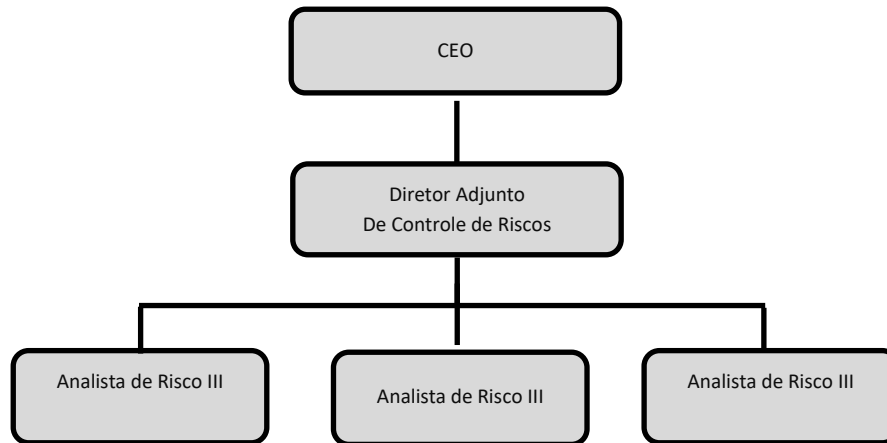 CEO
Diretor Adjunto
De Controle de Riscos
Analista de Risco III
Analista de Risco III
Analista de Risco III